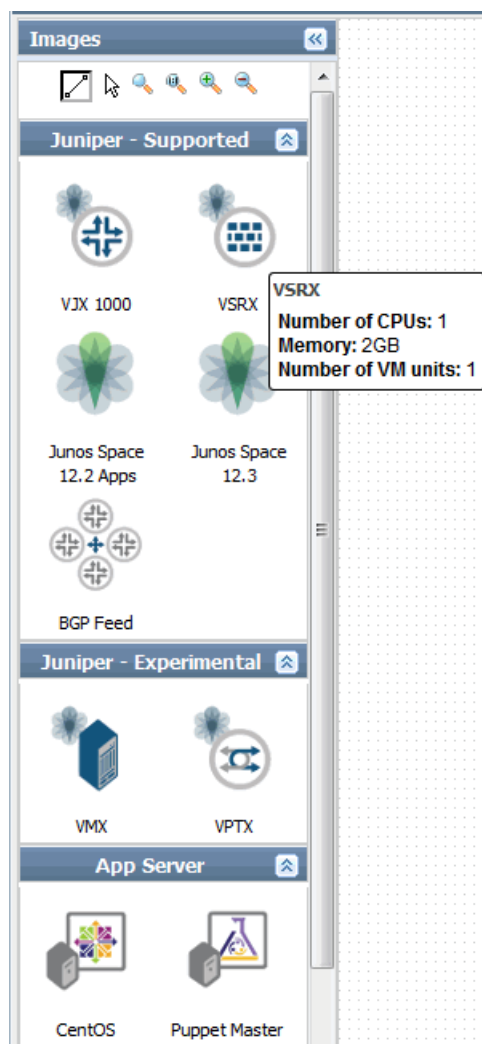 Images
Juniper - Supported
VJX 1000
VSRX
VSRX
Number of CPUs: 1
Memory: 2GB
Number of VM units: 1
Junos Space
12.2 Apps
Junos Space
12.3
BGP Feed
Juniper - Experimental
VMX
VPTX
App Server
CentOS
Puppet Master